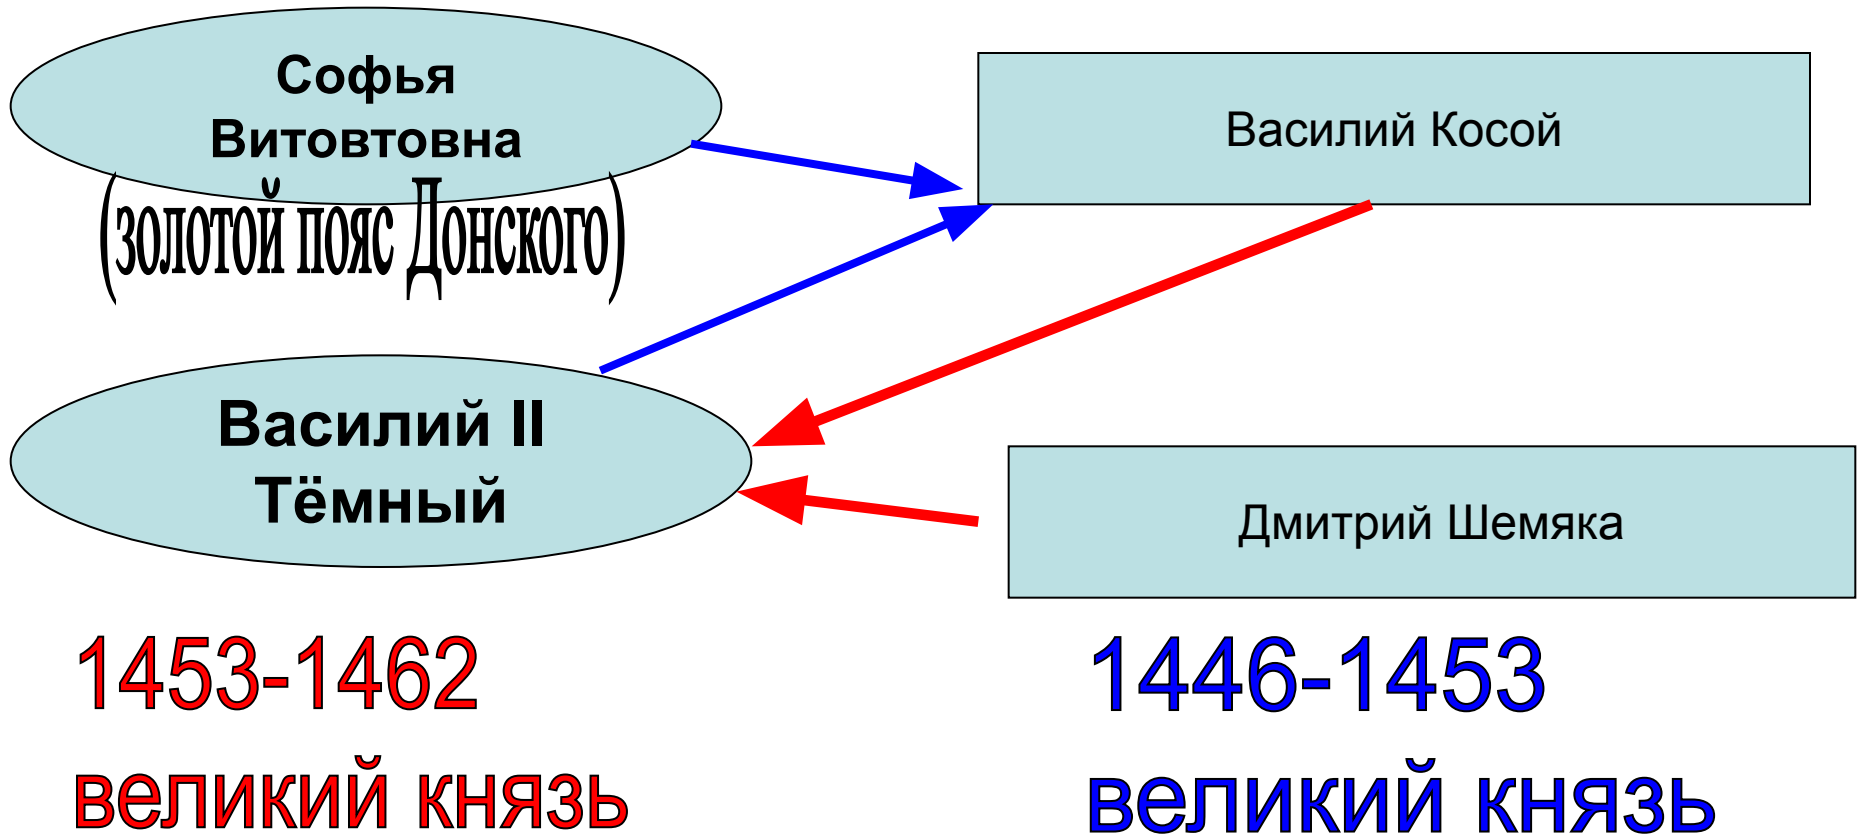 Софья
Витовтовна
(золотой пояс Донского)
Василий Косой
Василий II
Тёмный
Дмитрий Шемяка
1453-1462
великий князь
1446-1453
великий князь